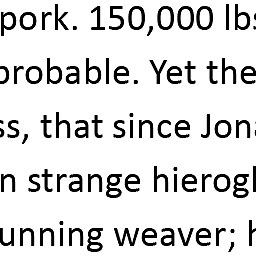 pork. 150,000 lbs
probable. Yet the
ss, that since Jona
n strange hierogl
unning weaver; h